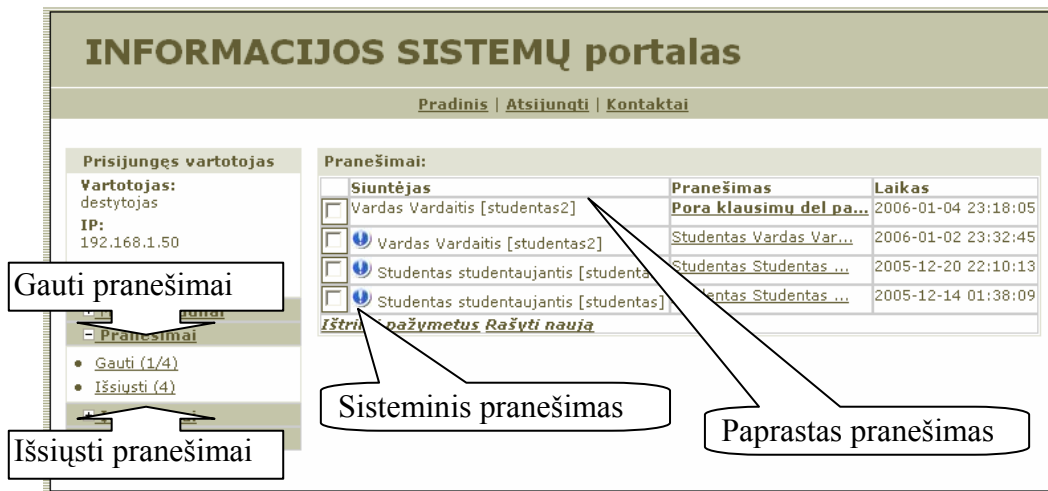 INFORMACIJOS SISTEMŲ portalas
Pradinis | Atsijungti | Kontaktai
Prisijungęs vartotojas
Vartotojas:
destytojas
IP:
192.168.1.50
Gauti pranešimai
Pranešimai
Gauti (1/4)
Išsiųsti (4)
Išsiųsti pranešimai
Pranešimai:
Siuntėjas Pranešimas Laikas
Vardas Vardaitis [studentas2] Pora klausimų del pa... 2006-01-04 23:18:05
Vardas Vardaitis [studentas2] Studentas Vardas Var... 2006-01-02 23:32:45
Studentas studentaujantis Studentas Studentas ... 2005-12-20 22:10:13
Studentas studentaujantis [studentas] Studentas ... 2005-12-14 01:38:09
pažymetus Rašyti naują
Sisteminis pranešimas
Paprastas pranešimas